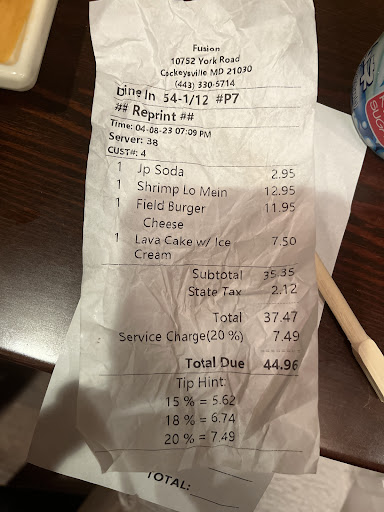 Fusion
10752 York Road
Cockeysville MD 21030
(443) 330-5714
Dine In 54-1/12 #P7
## Reprint ##
Time: 04-08-23 07:09 PM
Server: 38
CUST#: 4
1 Jp Soda 2.95
1 Shrimp Lo Mein 12.95
1 Field Burger 11.95
Cheese
1 Lava Cake w/ Ice 7.50
Cream
Subtotal 35.35
State Tax 2.12
Total 37.47
Service Charge(20 %) 7.49
Total Due 44.96
Tip Hint:
15 % = 5.62
18 % = 6.74
20 % = 7.49
TOTAL: